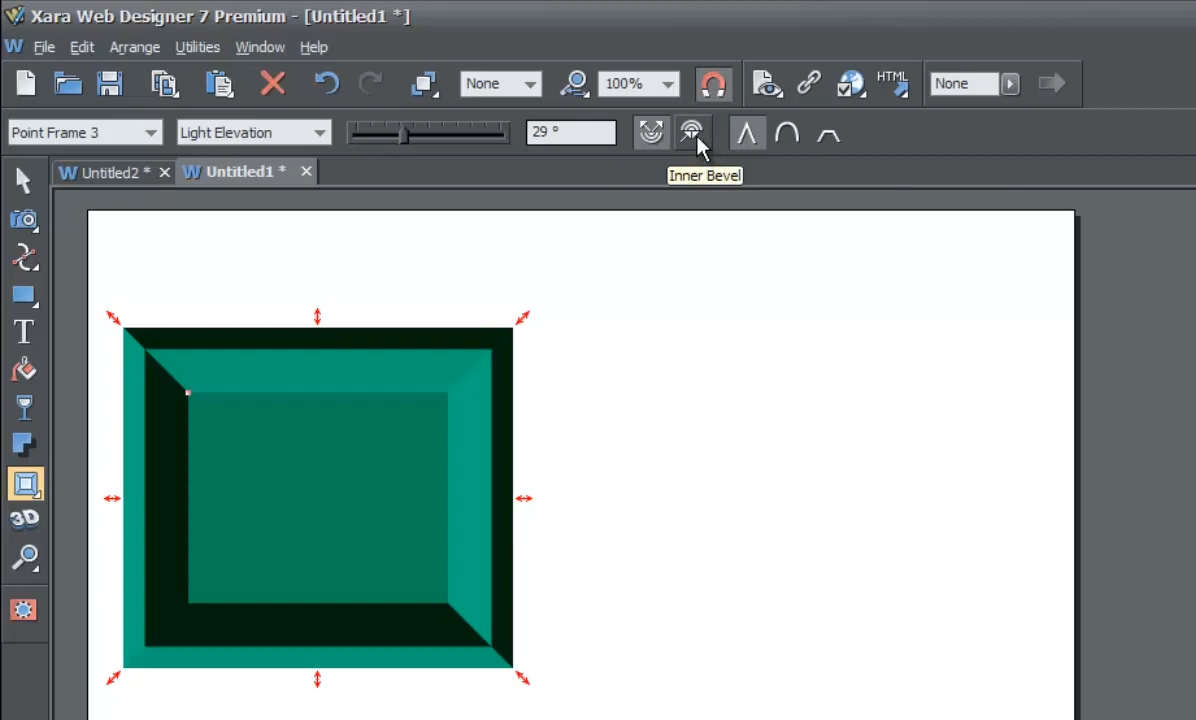 Xara Web Designer 7 Premium - [Untitled1 *]
W File Edit Arrange Utilities Window Help
None 100% HTML None
Point Frame 3 Light Elevation 29 °
W Untitled2 * W Untitled1 *
Inner Bevel
T
3D